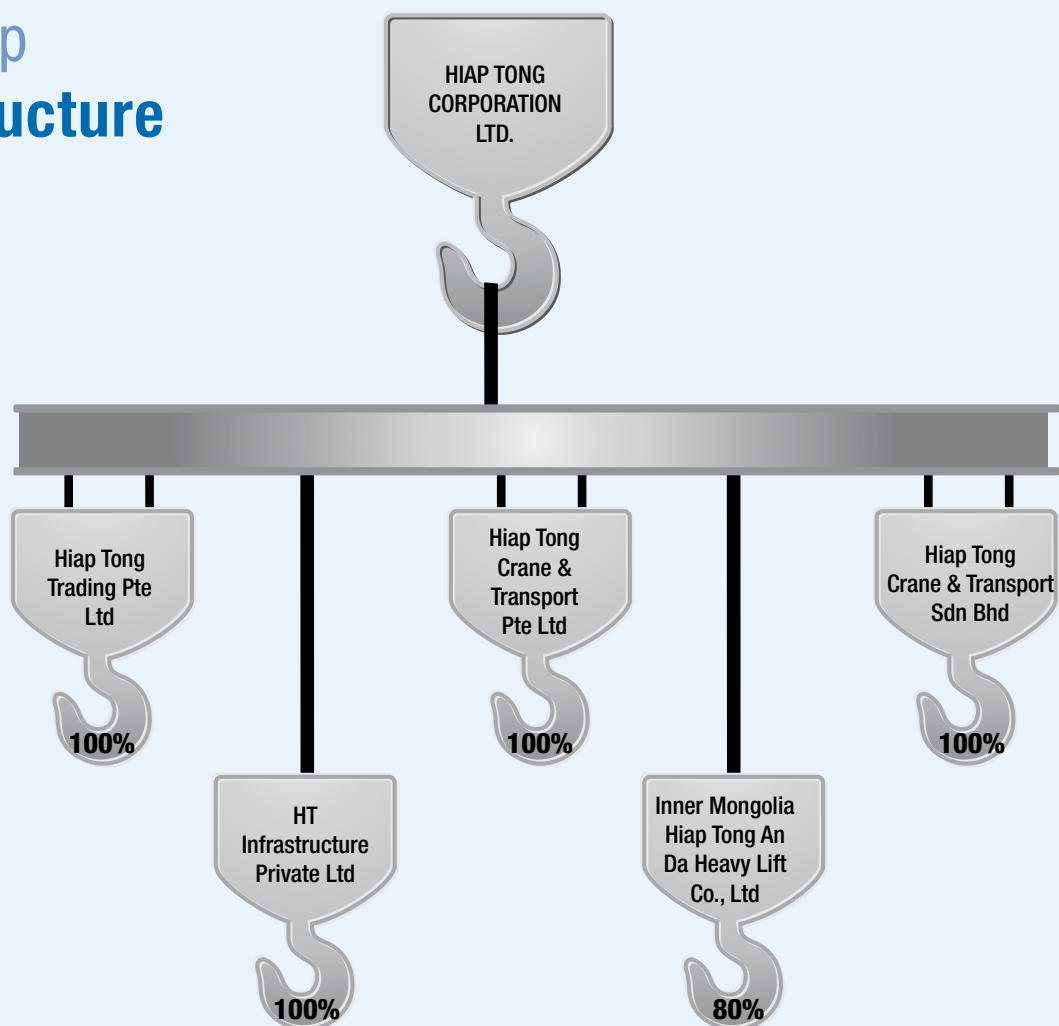 p
ucture
HIAP TONG
CORPORATION
LTD.
Hiap Tong
Trading Pte
Ltd
100%
Hiap Tong
Crane &
Transport
Pte Ltd
100%
Hiap Tong
Crane & Transport
Sdn Bhd
100%
HT
Infrastructure
Private Ltd
100%
Inner Mongolia
Hiap Tong An
Da Heavy Lift
Co., Ltd
80%